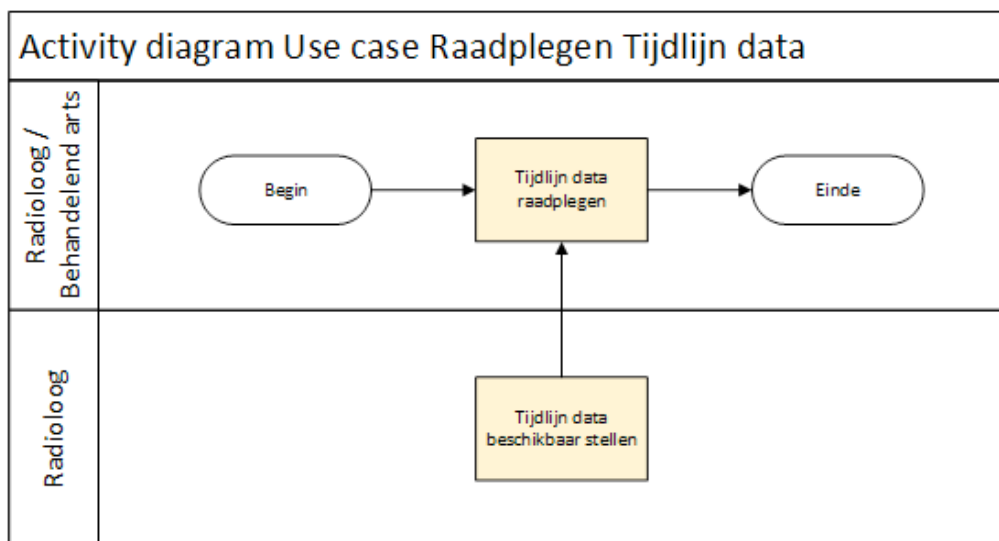 Activity diagram Use case Raadplegen Tijdlijn data
Radioloog /
Behandelend arts
Begin
Tijdlijn data
raadplegen
Einde
Radioloog
Tijdlijn data
beschikbaar stellen